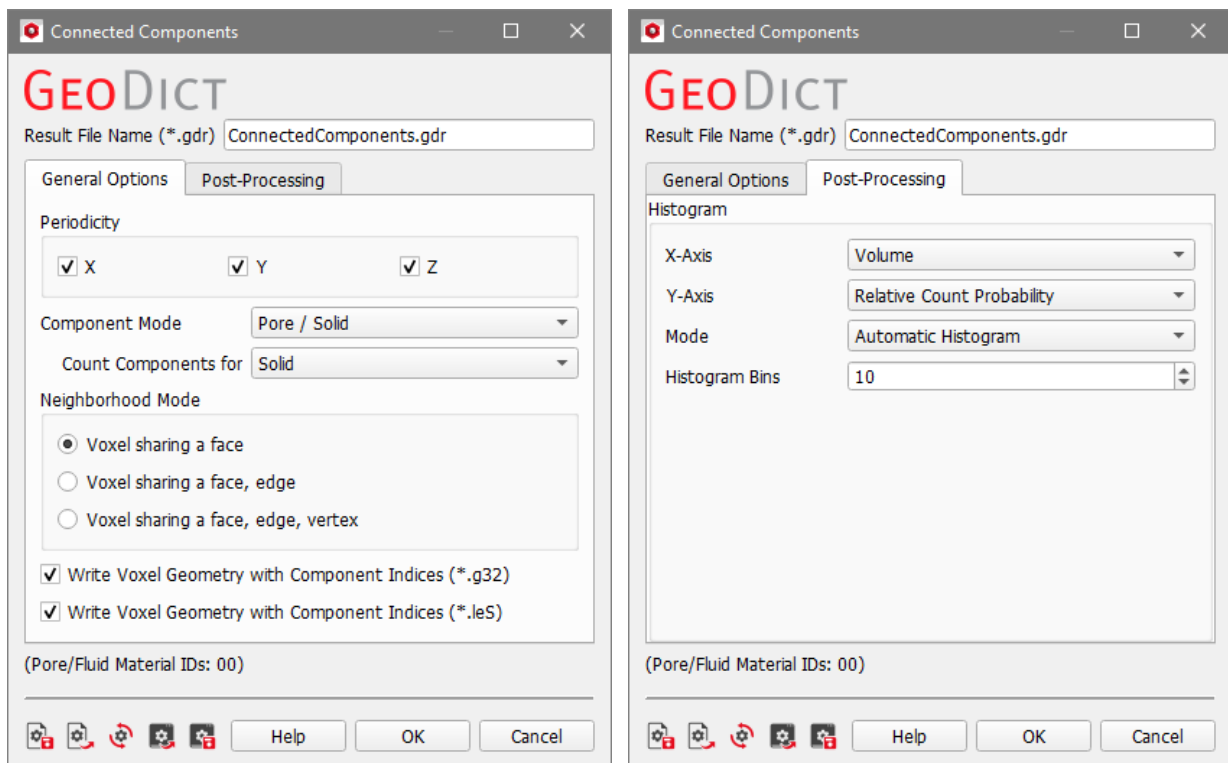 Connected Components
GEODICT
Result File Name (*.gdr) ConnectedComponents.gdr
General Options Post-Processing
Periodicity
X Y Z
Component Mode Pore / Solid
Count Components for Solid
Neighborhood Mode
Voxel sharing a face
Voxel sharing a face, edge
Voxel sharing a face, edge, vertex
Write Voxel Geometry with Component Indices (*.g32)
Write Voxel Geometry with Component Indices (*.leS)
(Pore/Fluid Material IDs: 00)
Help OK Cancel
Connected Components
GEODICT
Result File Name (*.gdr) ConnectedComponents.gdr
General Options Post-Processing
Histogram
X-Axis Volume
Y-Axis Relative Count Probability
Mode Automatic Histogram
Histogram Bins 10
(Pore/Fluid Material IDs: 00)
Help OK Cancel